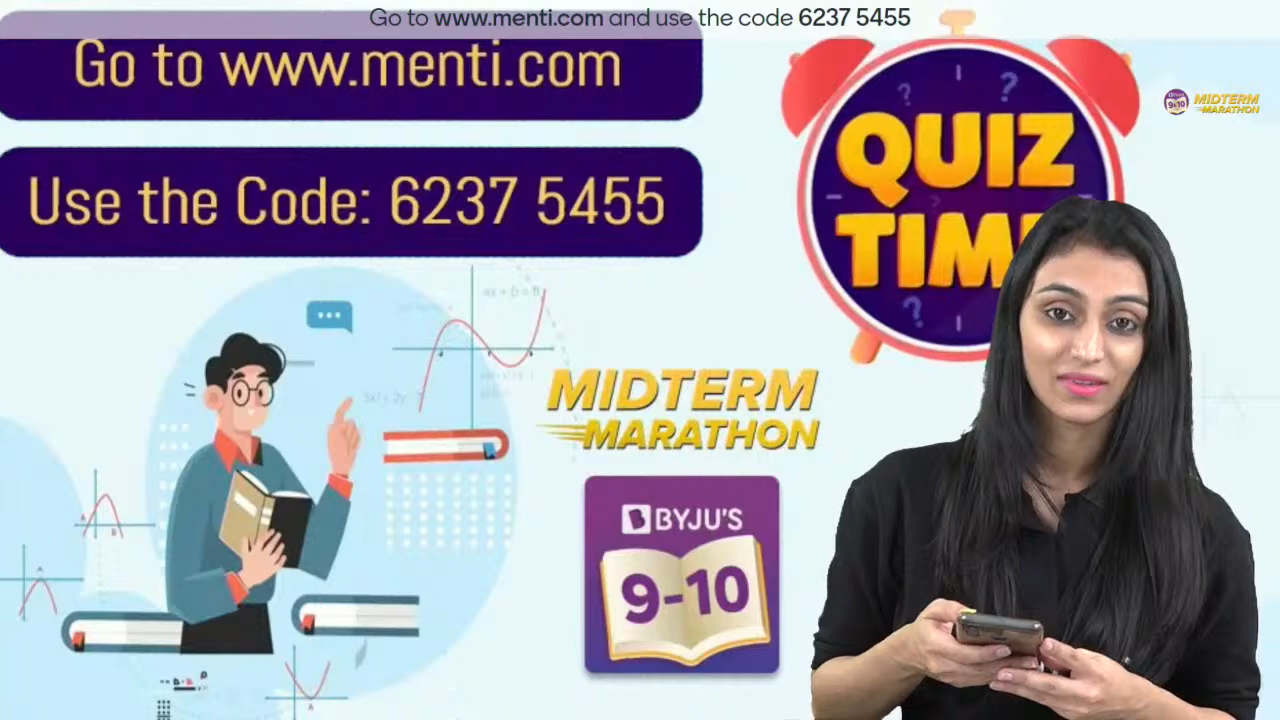 Go to www.menti.com and use the code 6237 5455
Go to www.menti.com
Use the Code: 6237 5455
QUIZ
TIM
MIDTERM
MARATHON
MIDTERM
MARATHON
BYJU'S
9-10